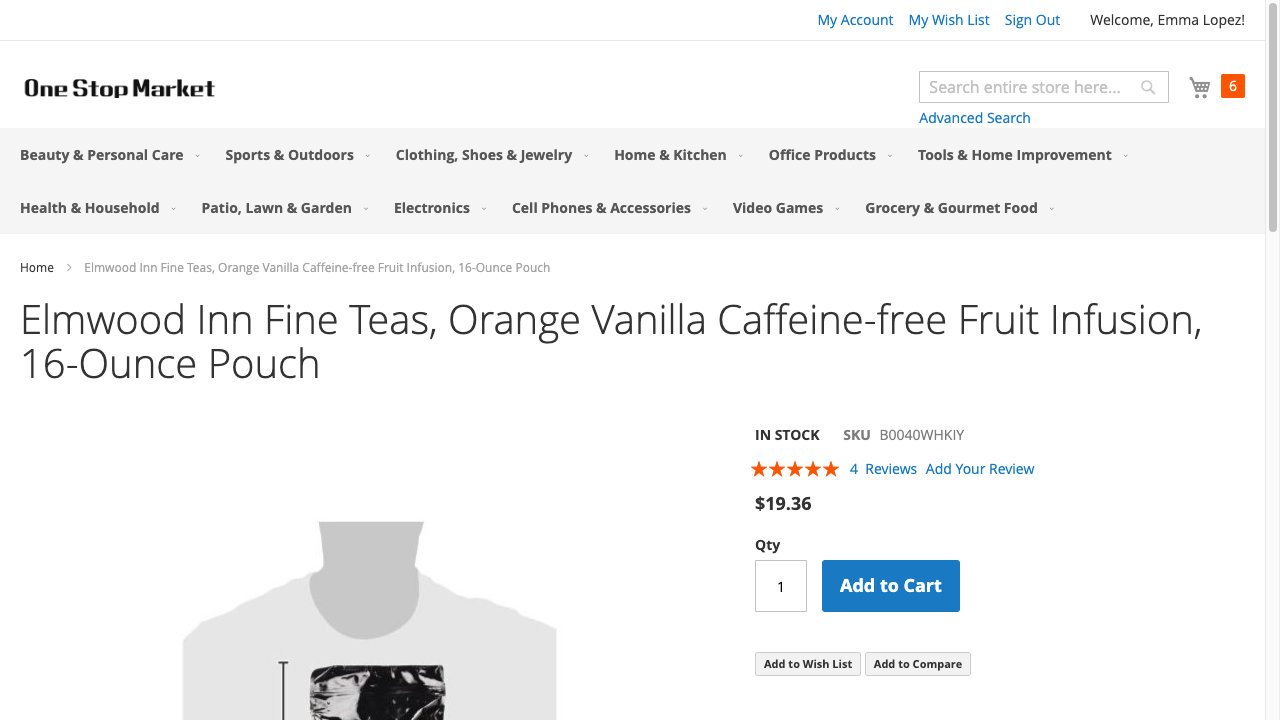 My Account My Wish List Sign Out Welcome, Emma Lopez!
One Stop Market
Search entire store here...
6
Advanced Search
Beauty & Personal Care Sports & Outdoors Clothing, Shoes & Jewelry Home & Kitchen Office Products Tools & Home Improvement
Health & Household Patio, Lawn & Garden Electronics Cell Phones & Accessories Video Games Grocery & Gourmet Food
Home Elmwood Inn Fine Teas, Orange Vanilla Caffeine-free Fruit Infusion, 16-Ounce Pouch
Elmwood Inn Fine Teas, Orange Vanilla Caffeine-free Fruit Infusion,
16-Ounce Pouch
IN STOCK SKU B0040WHKIY
4 Reviews Add Your Review
$19.36
Qty
1
Add to Cart
Add to Wish List Add to Compare